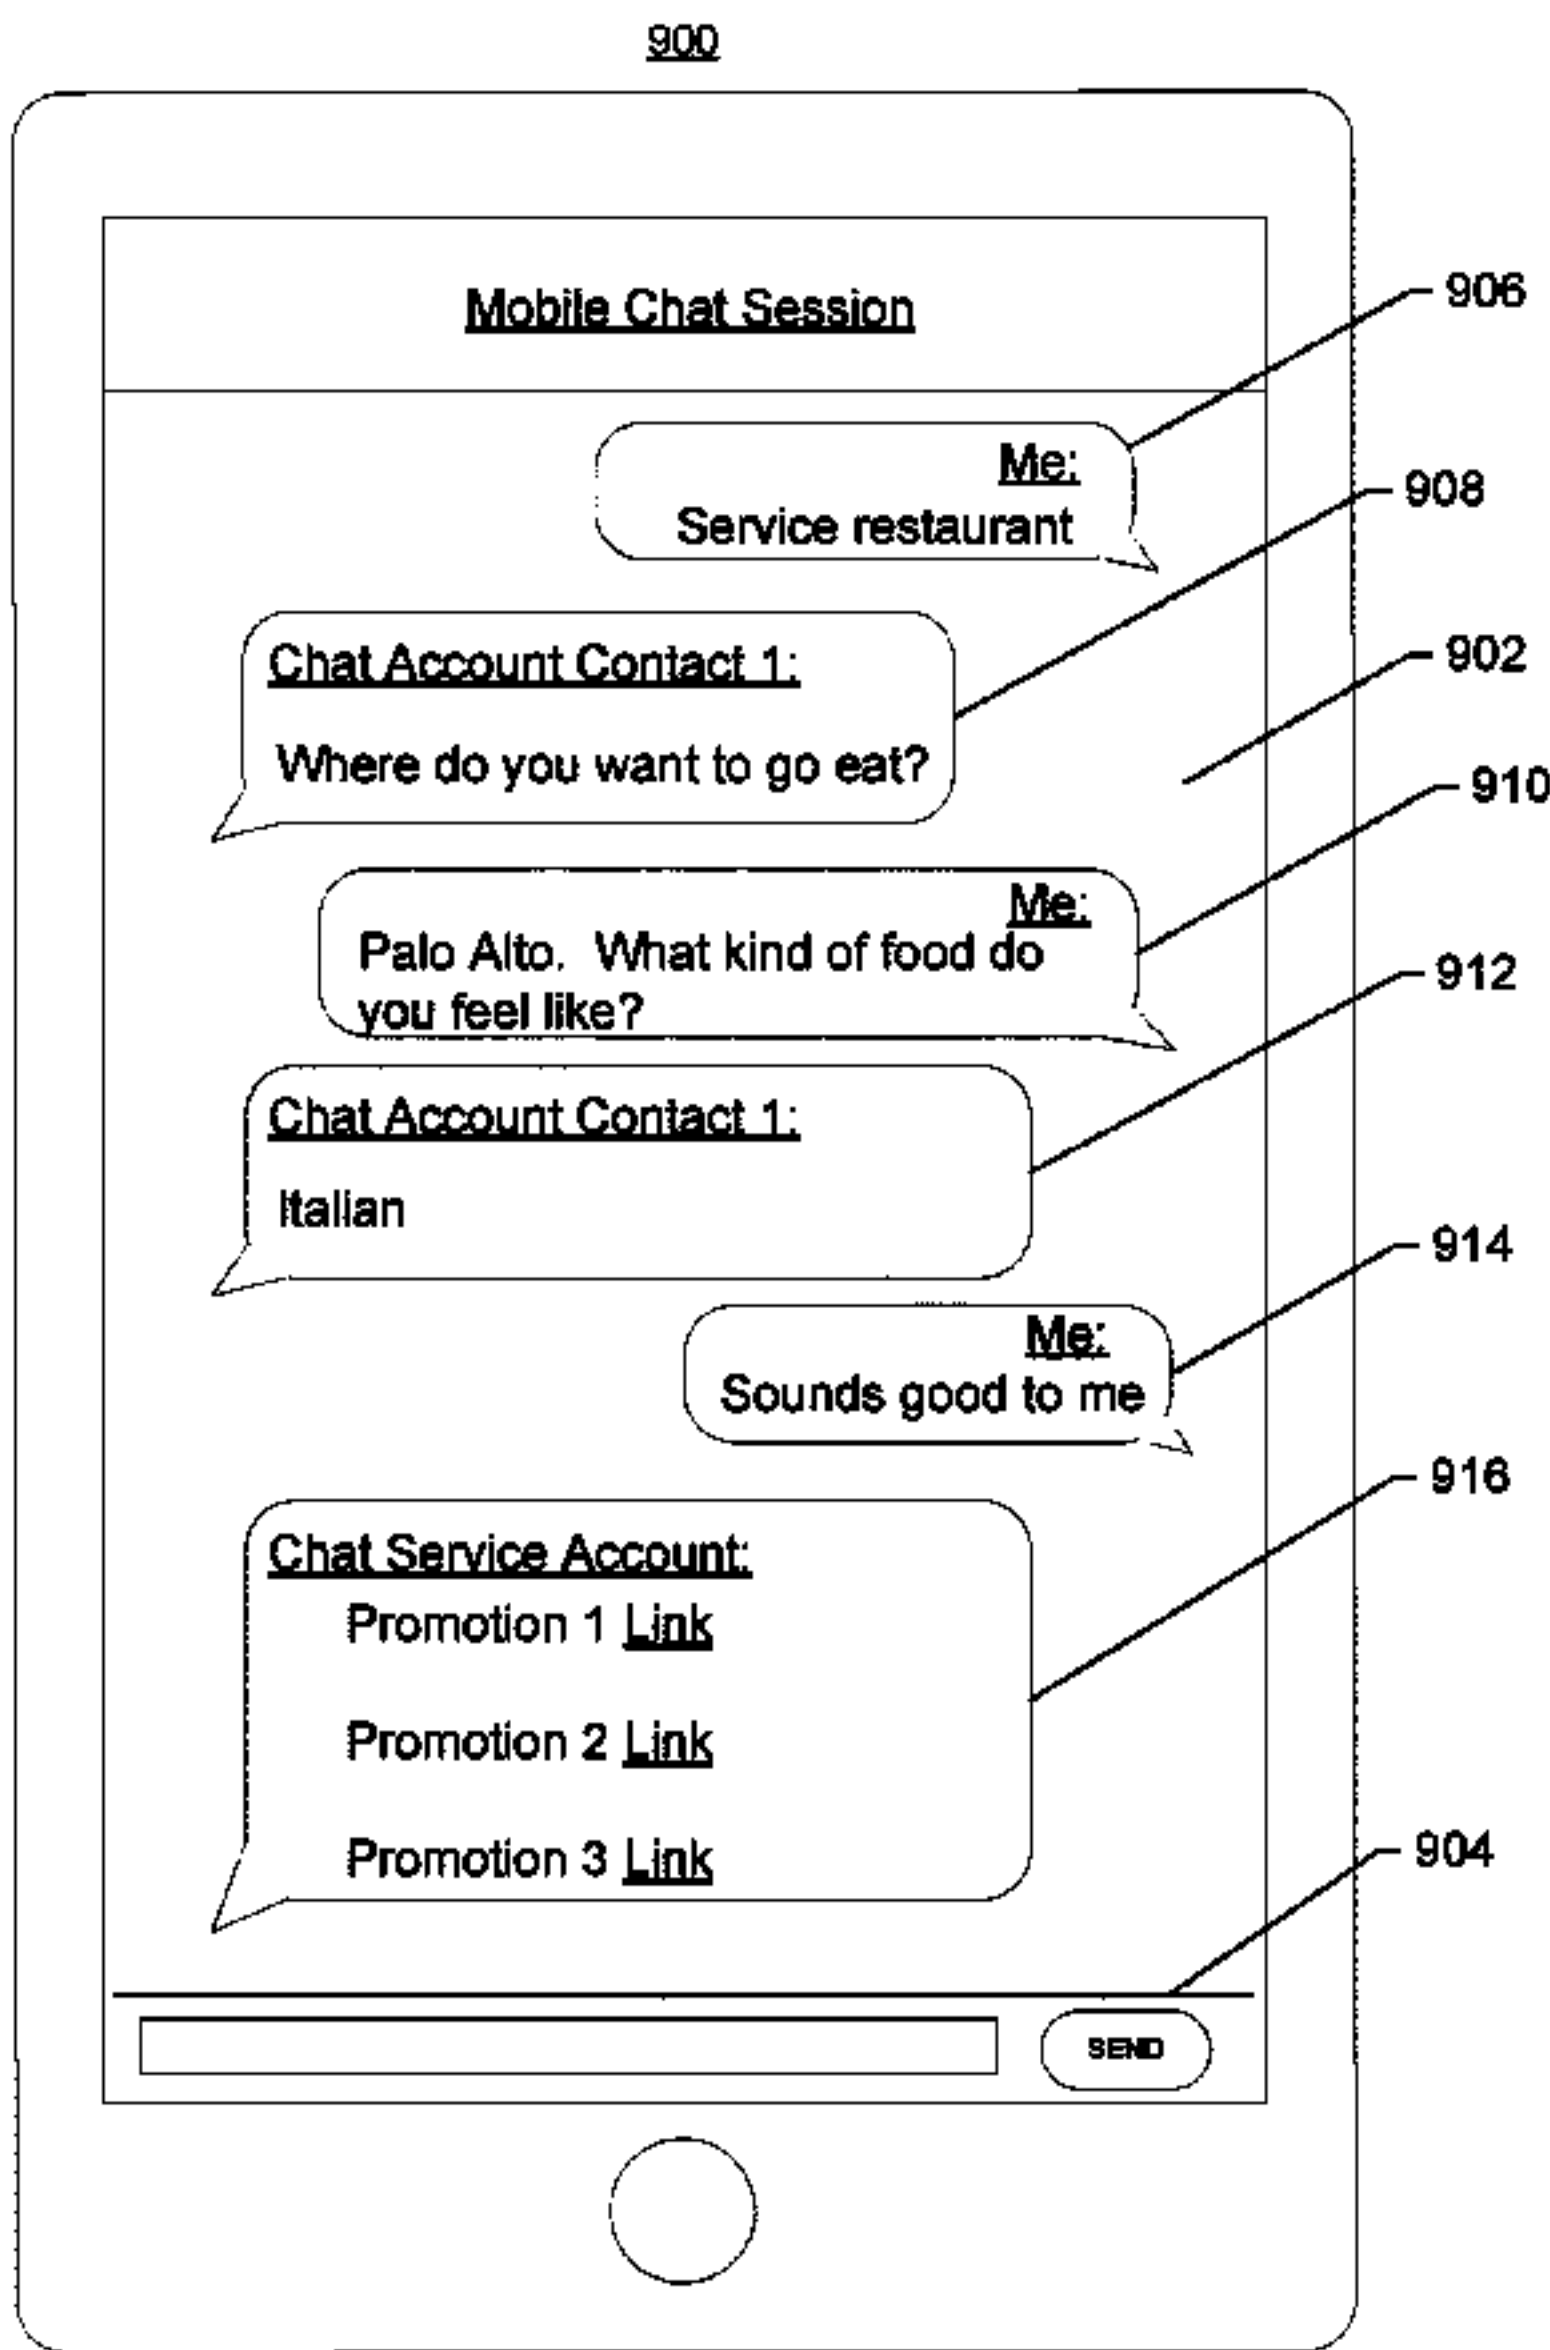 900
Mobile Chat Session
906
Me:
Service restaurant
908
Chat Account Contact 1:
Where do you want to go eat?
902
910
Me:
Palo Alto. What kind of food do
you feel like?
912
Chat Account Contact 1:
Italian
914
Me:
Sounds good to me
916
Chat Service Account:
Promotion 1 Link
Promotion 2 Link
Promotion 3 Link
904
SEND